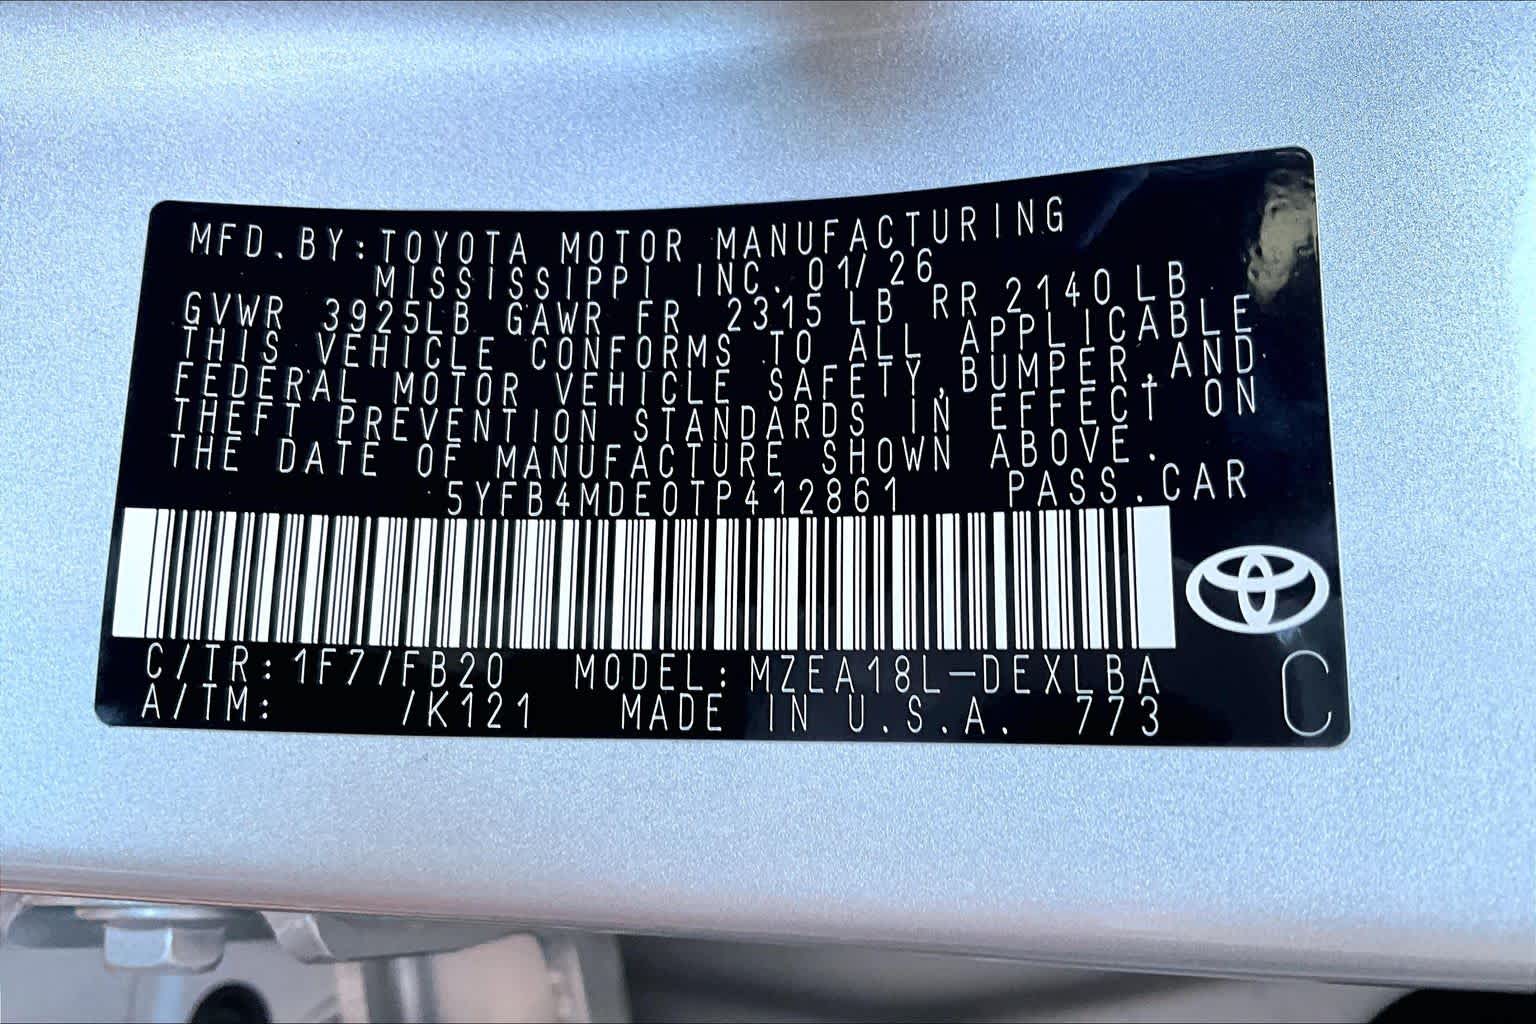 MFD.BY:TOYOTA MOTOR MANUFACTURING
MISSISSIPPI INC. 01/26
GVWR 3925LB GAWR FR 2315 LB RR 2140 LB
THIS VEHICLE CONFORMS TO ALL APPLICABLE
FEDERAL MOTOR VEHICLE SAFETY,BUMPER,AND
THEFT PREVENTION STANDARDS IN EFFECT ON
THE DATE OF MANUFACTURE SHOWN ABOVE.
5YFB4MDE0TP412861 PASS.CAR
C/TR:1F7/FB20 MODEL:MZEA18L-DEXLBA
A/TM: /K121 MADE IN U.S.A. 773
C